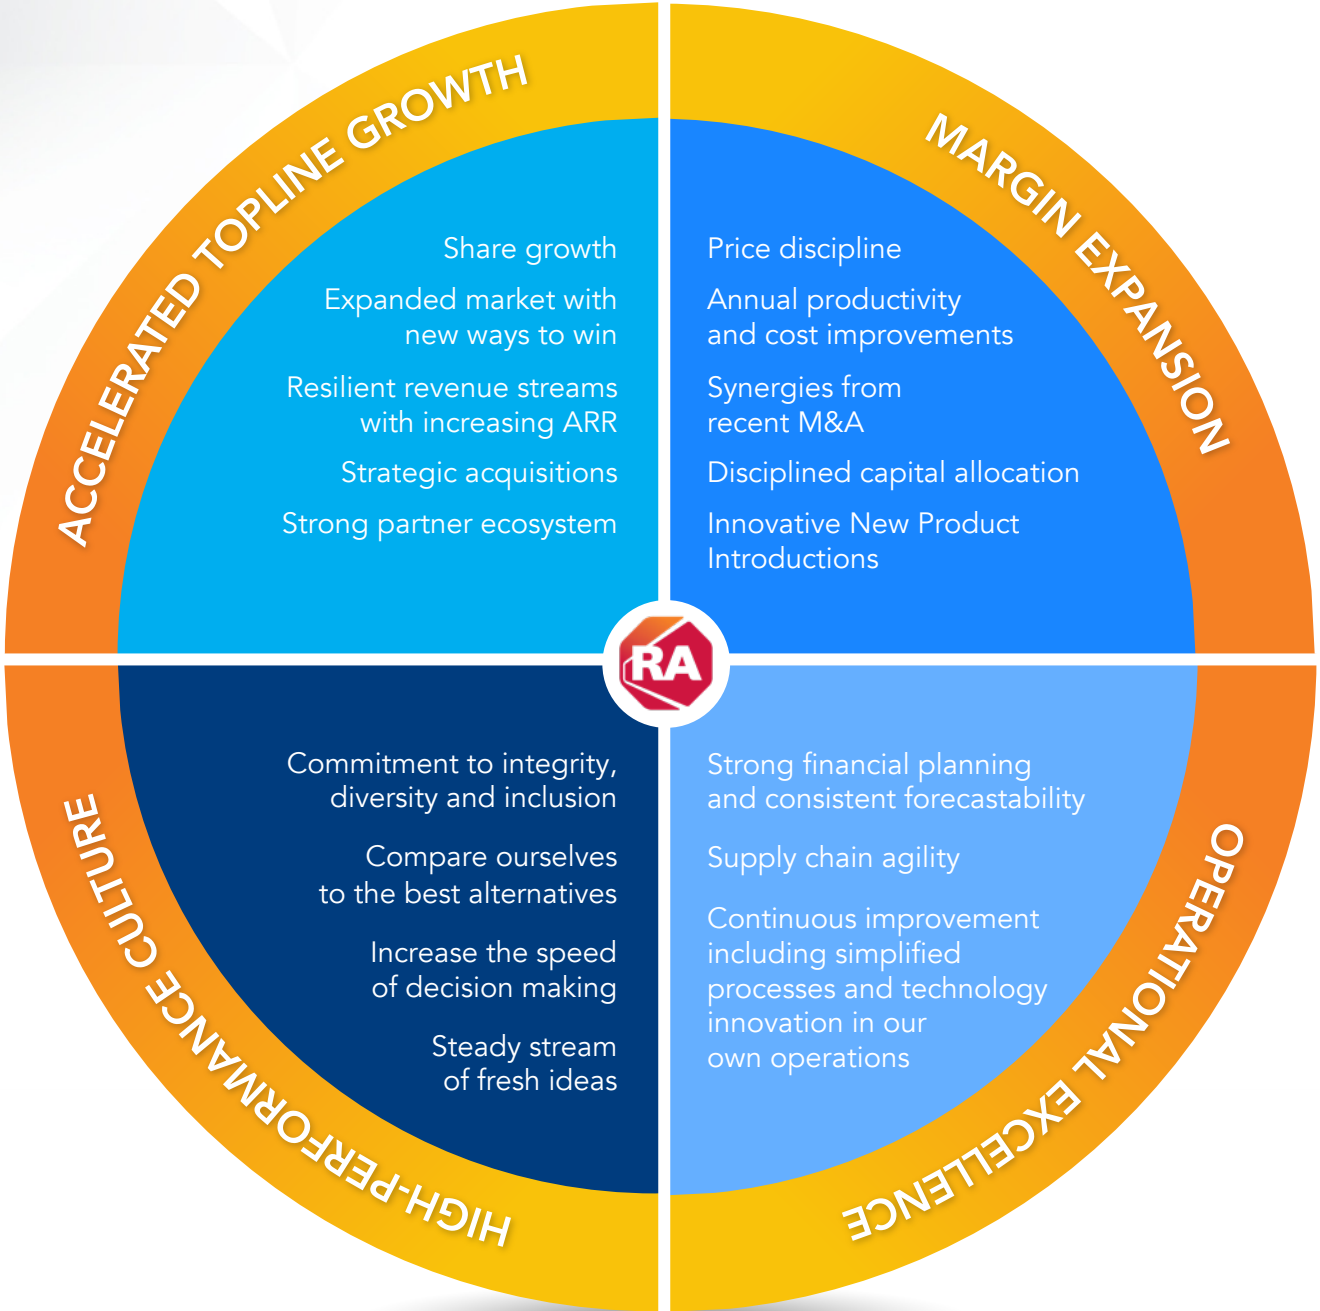 ACCELERATED TOPLINE GROWTH
Share growth
Expanded market with
new ways to win
Resilient revenue streams
with increasing ARR
Strategic acquisitions
Strong partner ecosystem
MARGIN EXPANSION
Price discipline
Annual productivity
and cost improvements
Synergies from
recent M&A
Disciplined capital allocation
Innovative New Product
Introductions
RA
HIGH-PERFORMANCE CULTURE
Commitment to integrity,
diversity and inclusion
Compare ourselves
to the best alternatives
Increase the speed
of decision making
Steady stream
of fresh ideas
OPERATIONAL EXCELLENCE
Strong financial planning
and consistent forecastability
Supply chain agility
Continuous improvement
including simplified
processes and technology
innovation in our
own operations